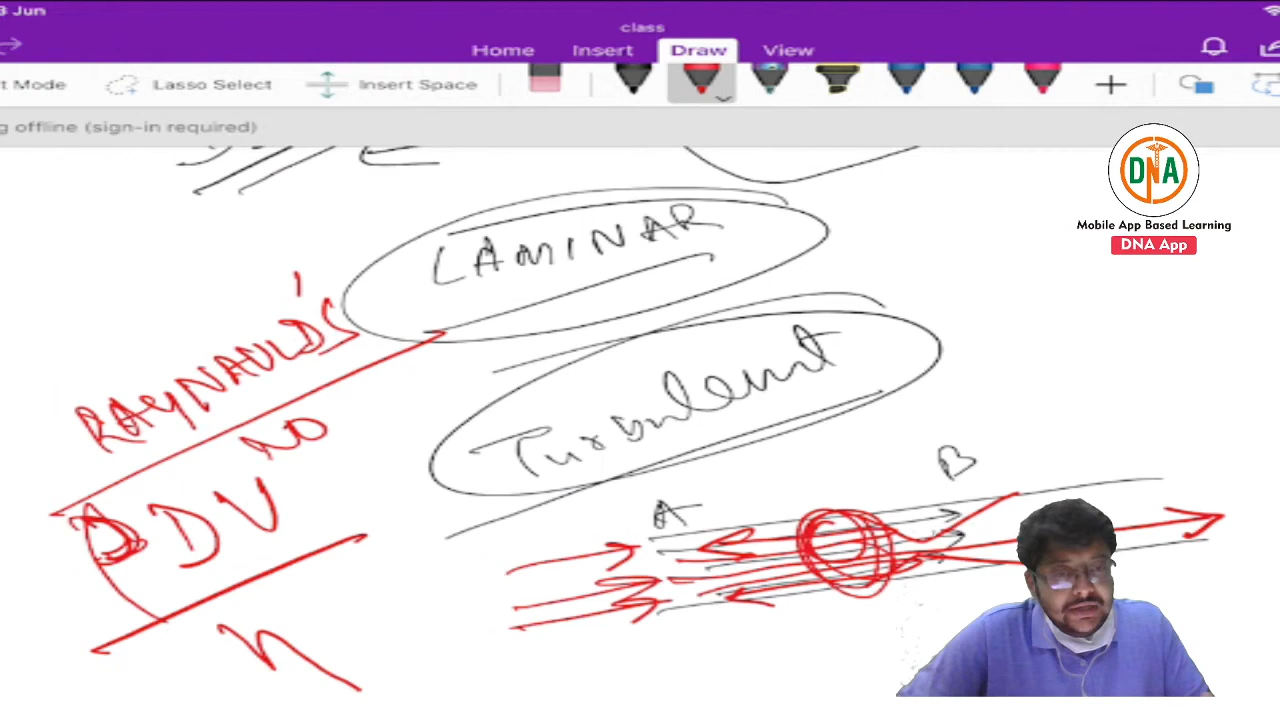 3 Jun
class
Home Insert Draw View
t Mode Lasso Select Insert Space
g offline (sign-in required)
DNA
Mobile App Based Learning
DNA App
LAMINAR
RAYNAULD'S
NO
Turbulent
A
B
DV
η